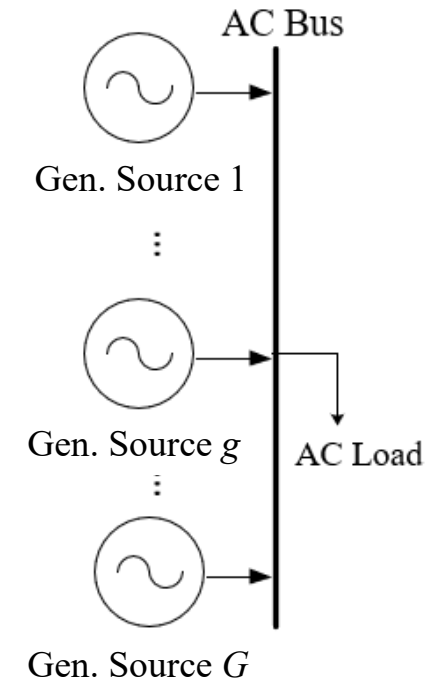 AC Bus
Gen. Source 1
Gen. Source g
AC Load
Gen. Source G